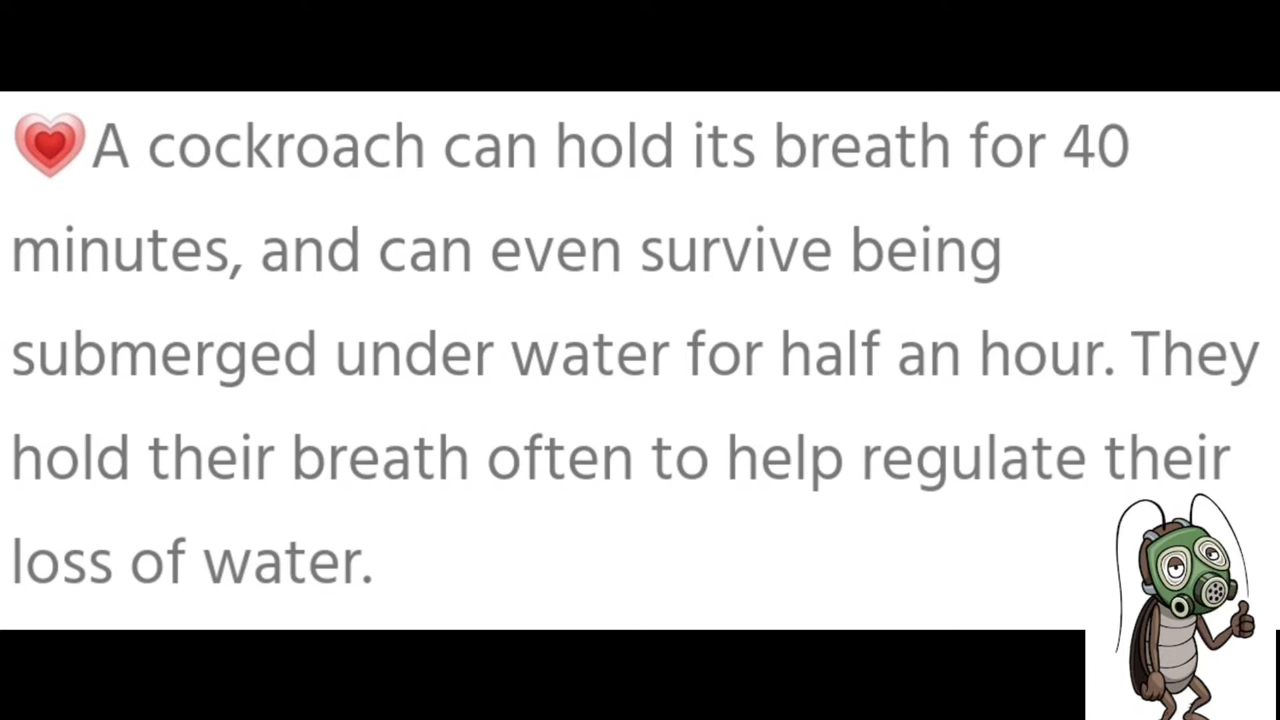 💗A cockroach can hold its breath for 40
minutes, and can even survive being
submerged under water for half an hour. They
hold their breath often to help regulate their
loss of water.